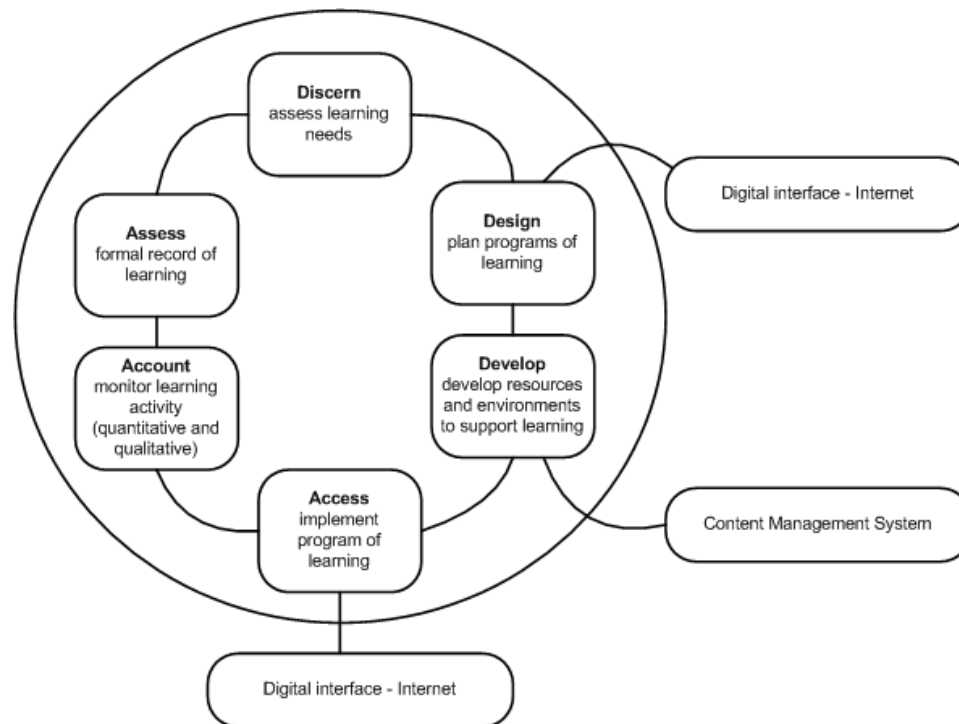 Discern
assess learning
needs
Digital interface - Internet
Design
plan programs of
learning
Assess
formal record of
learning
Account
monitor learning
activity
(quantitative and
qualitative)
Develop
develop resources
and environments
to support learning
Access
implement
program of
learning
Content Management System
Digital interface - Internet